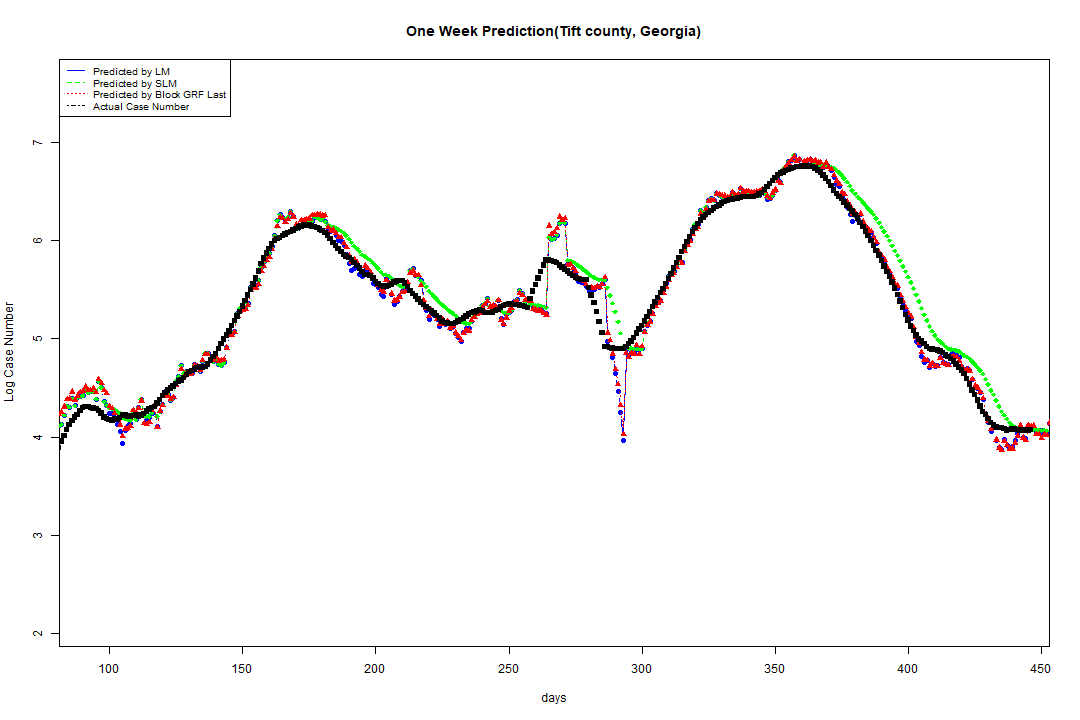 One Week Prediction(Tift county, Georgia)
Predicted by LM
Predicted by SLM
Predicted by Block GRF Last
Actual Case Number
7
6
5
4
3
2
Log Case Number
100 150 200 250 300 350 400 450
days